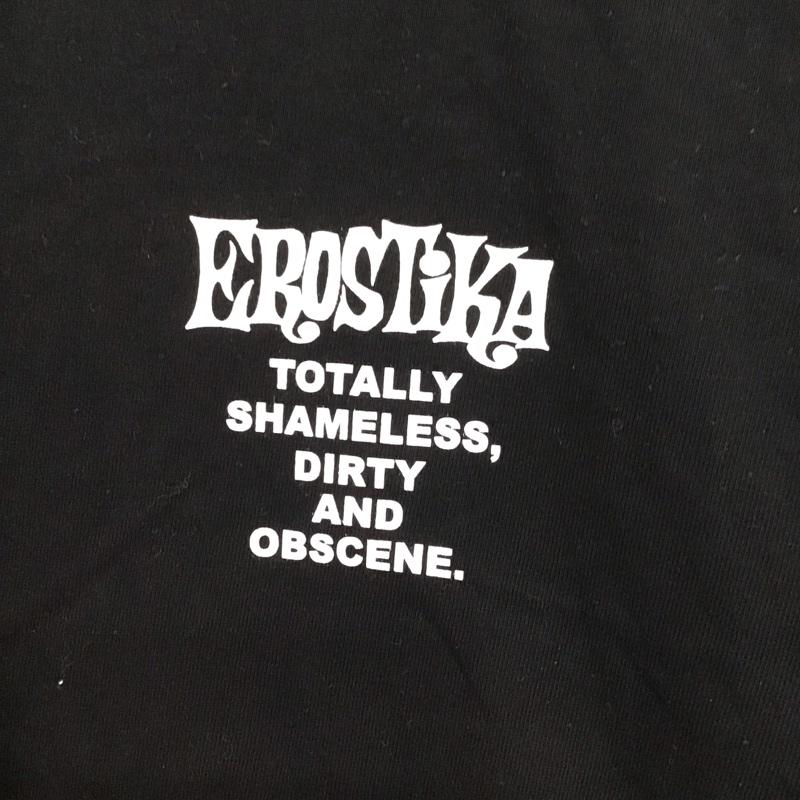 EROSTiKA
TOTALLY
SHAMELESS,
DIRTY
AND
OBSCENE.